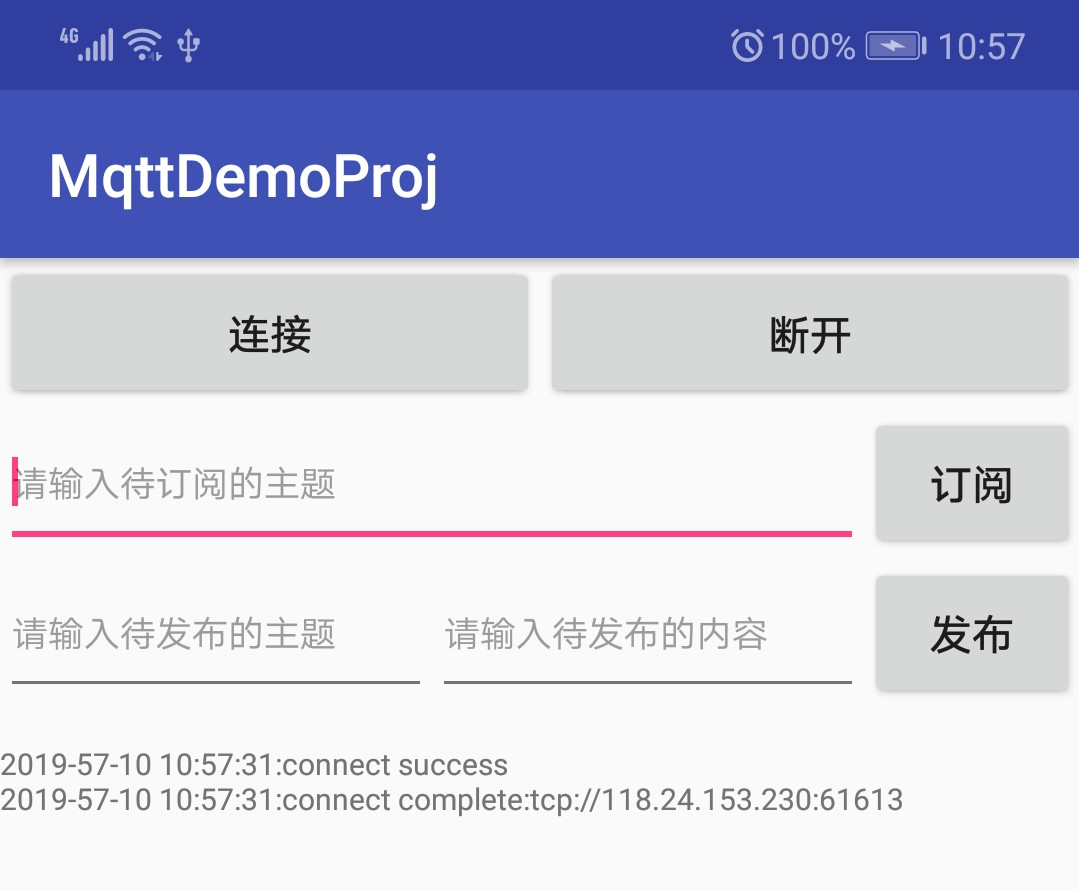 4G 100% 10:57
MqttDemoProj
连接 断开
请输入待订阅的主题 订阅
请输入待发布的主题 请输入待发布的内容 发布
2019-57-10 10:57:31:connect success
2019-57-10 10:57:31:connect complete:tcp://118.24.153.230:61613